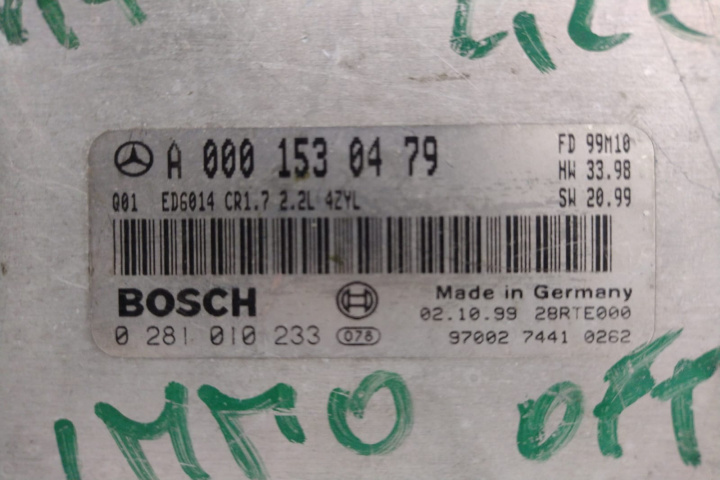 A 000 153 04 79
FD 99M10
HW 33.98
SW 20.99
Q01 ED6014 CR1.7 2.2L 4ZYL
BOSCH
Made in Germany
02.10.99 28RTE000
0 281 010 233 078
97002 7441 0262
IMMO OFF